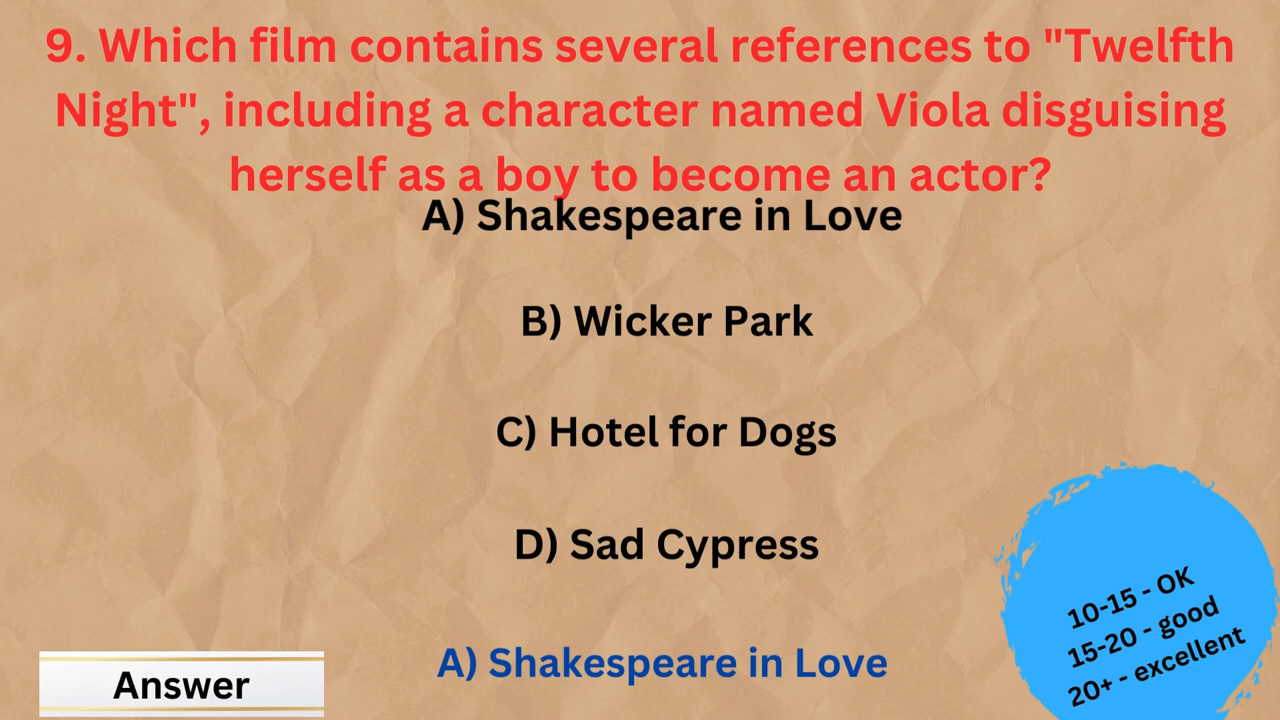 9. Which film contains several references to "Twelfth
Night", including a character named Viola disguising
herself as a boy to become an actor?
A) Shakespeare in Love
B) Wicker Park
C) Hotel for Dogs
D) Sad Cypress
Answer
A) Shakespeare in Love
10-15 - OK
15-20 - good
20+ - excellent